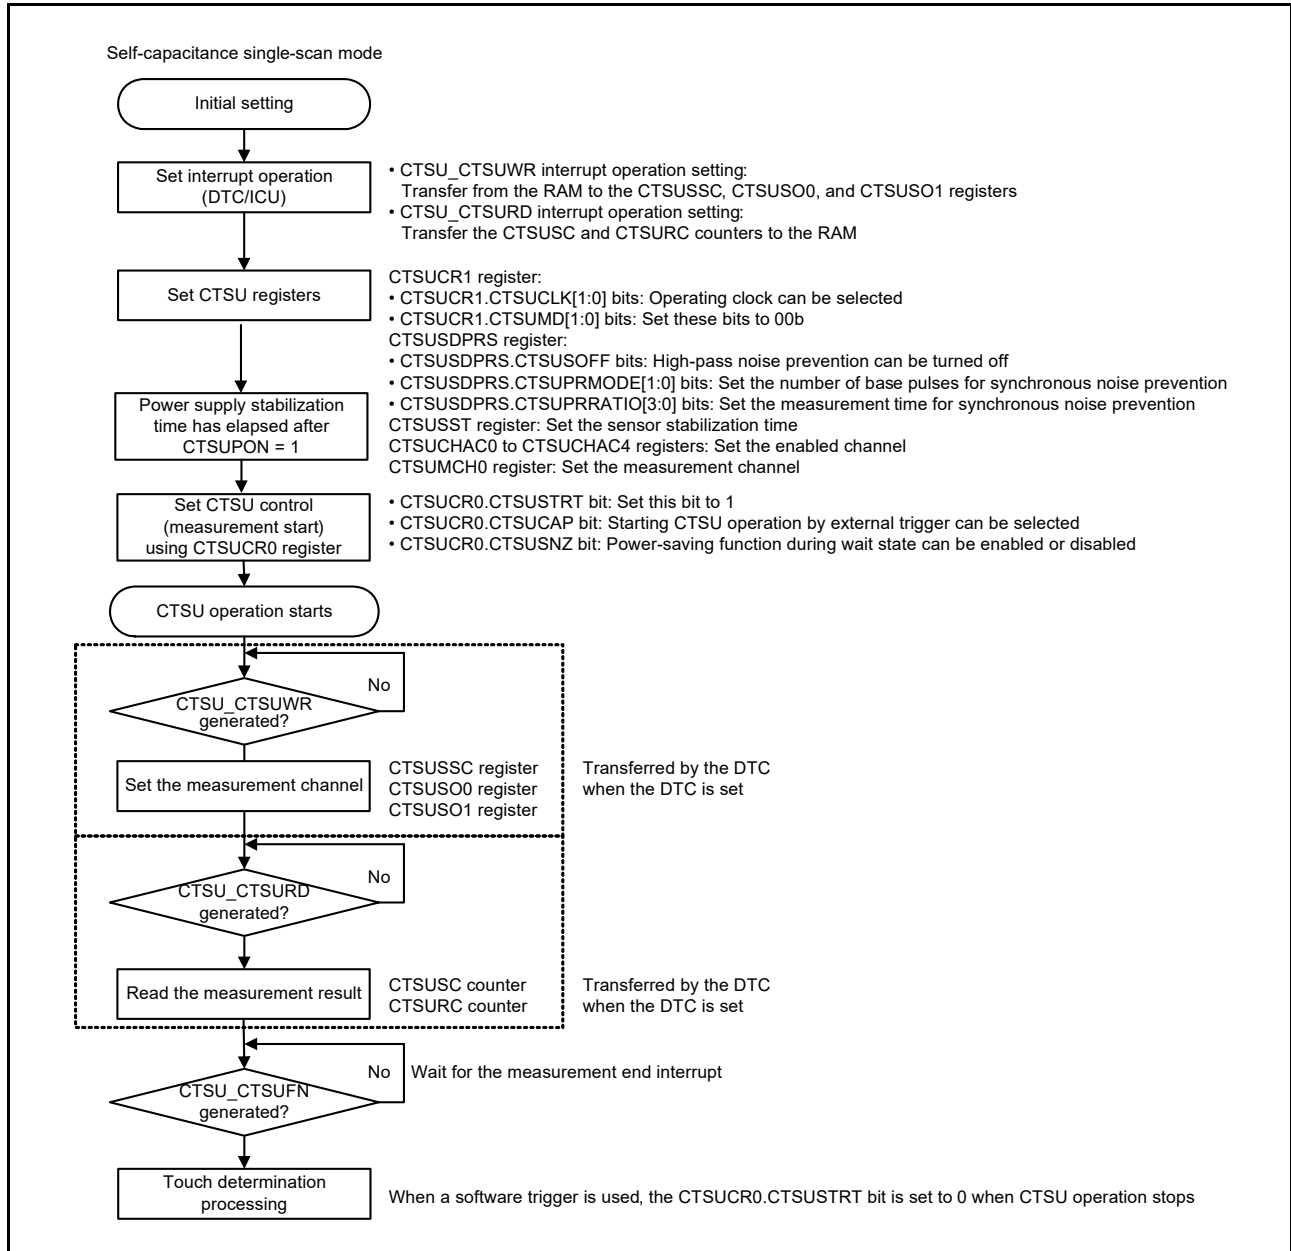 Self-capacitance single-scan mode
Initial setting
Set interrupt operation
(DTC/ICU)
• CTSU_CTSUWR interrupt operation setting:
Transfer from the RAM to the CTSUSSC, CTSUSO0, and CTSUSO1 registers
• CTSU_CTSURD interrupt operation setting:
Transfer the CTSUSC and CTSURC counters to the RAM
Set CTSU registers
CTSUCR1 register:
• CTSUCR1.CTSUCLK[1:0] bits: Operating clock can be selected
• CTSUCR1.CTSUMD[1:0] bits: Set these bits to 00b
CTSUSDPRS register:
• CTSUSDPRS.CTSUSOFF bits: High-pass noise prevention can be turned off
• CTSUSDPRS.CTSUPRMODE[1:0] bits: Set the number of base pulses for synchronous noise prevention
• CTSUSDPRS.CTSUPRRATIO[3:0] bits: Set the measurement time for synchronous noise prevention
CTSUSST register: Set the sensor stabilization time
CTSUCHAC0 to CTSUCHAC4 registers: Set the enabled channel
CTSUMCH0 register: Set the measurement channel
Power supply stabilization
time has elapsed after
CTSUPON = 1
Set CTSU control
(measurement start)
using CTSUCR0 register
• CTSUCR0.CTSUSTRT bit: Set this bit to 1
• CTSUCR0.CTSUCAP bit: Starting CTSU operation by external trigger can be selected
• CTSUCR0.CTSUSNZ bit: Power-saving function during wait state can be enabled or disabled
CTSU operation starts
No
CTSU_CTSUWR
generated?
Set the measurement channel
CTSUSSC register
CTSUSO0 register
CTSUSO1 register
Transferred by the DTC
when the DTC is set
No
CTSU_CTSURD
generated?
Read the measurement result
CTSUSC counter
CTSURC counter
Transferred by the DTC
when the DTC is set
No
Wait for the measurement end interrupt
CTSU_CTSUFN
generated?
Touch determination
processing
When a software trigger is used, the CTSUCR0.CTSUSTRT bit is set to 0 when CTSU operation stops